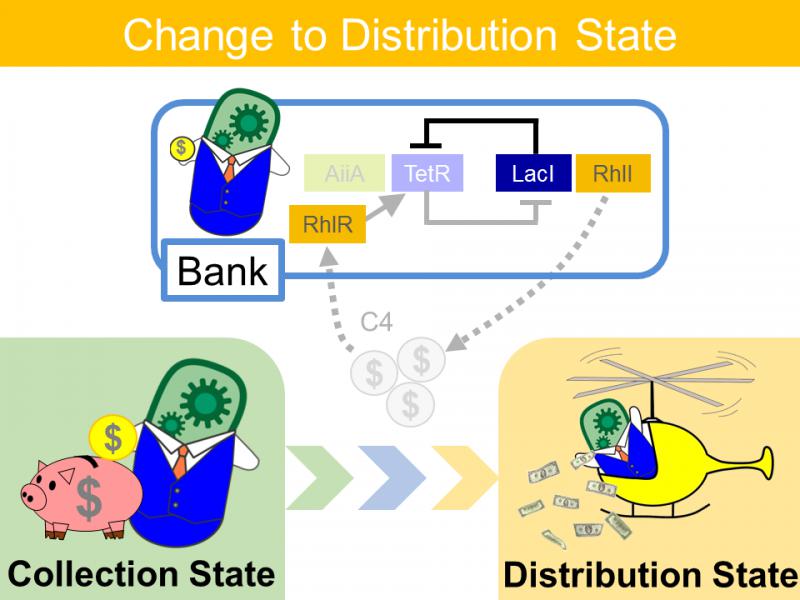 Change to Distribution State
$
AiiA
TetR
LacI
RhlI
RhlR
Bank
C4
$
$
$
$
$
Collection State
Distribution State